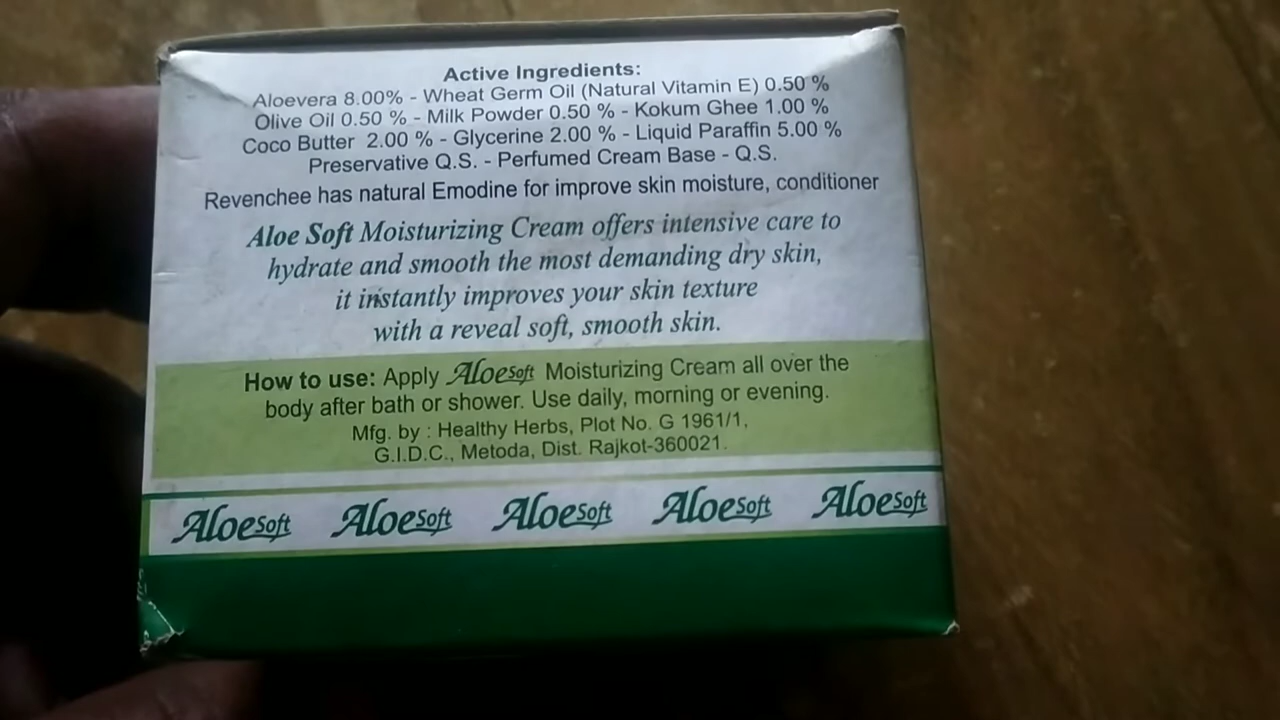 Active Ingredients:
Aloevera 8.00% - Wheat Germ Oil (Natural Vitamin E) 0.50 %
Olive Oil 0.50 % - Milk Powder 0.50 % - Kokum Ghee 1.00 %
Coco Butter 2.00 % - Glycerine 2.00 % - Liquid Paraffin 5.00 %
Preservative Q.S. - Perfumed Cream Base - Q.S.
Revenchee has natural Emodine for improve skin moisture, conditioner
Aloe Soft Moisturizing Cream offers intensive care to
hydrate and smooth the most demanding dry skin,
it instantly improves your skin texture
with a reveal soft, smooth skin.
How to use: Apply AloeSoft Moisturizing Cream all over the
body after bath or shower. Use daily, morning or evening.
Mfg. by : Healthy Herbs, Plot No. G 1961/1,
G.I.D.C., Metoda, Dist. Rajkot-360021.
AloeSoft AloeSoft AloeSoft AloeSoft AloeSoft